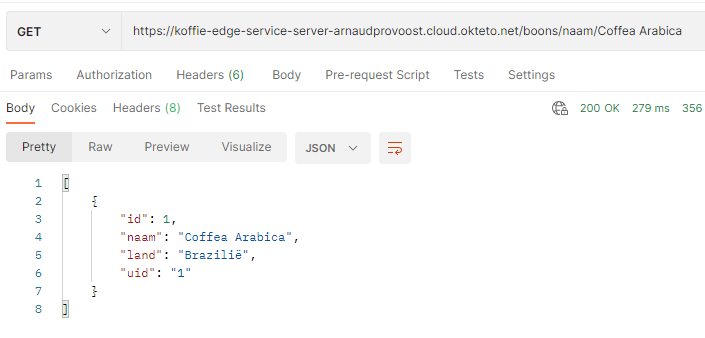 GET https://koffie-edge-service-server-arnaudprovoost.cloud.okteto.net/boons/naam/Coffea Arabica
Params Authorization Headers (6) Body Pre-request Script Tests Settings
Body Cookies Headers (8) Test Results 200 OK 279 ms 356
Pretty Raw Preview Visualize JSON
1 [
2 {
3 "id": 1,
4 "naam": "Coffea Arabica",
5 "land": "Brazilië",
6 "uid": "1"
7 }
8 ]